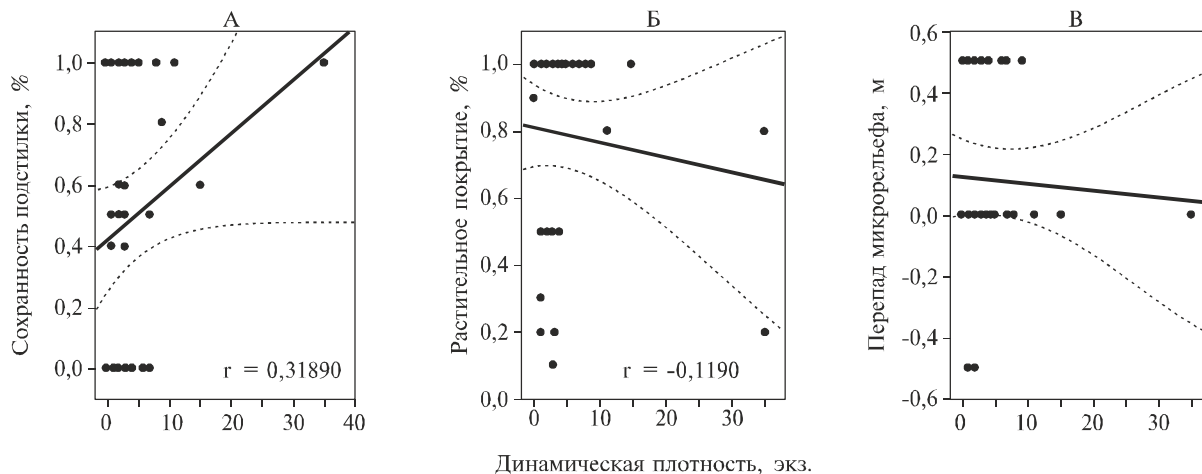 А
Сохранность подстилки, %
1,0
0,8
0,6
0,4
0,2
0,0
r = 0,31890
0 10 20 30 40
Б
Растительное покрытие, %
1,0
0,8
0,6
0,4
0,2
0,0
r = -0,1190
0 10 20 30
В
Перепад микрорельефа, м
0,6
0,4
0,2
0,0
-0,2
-0,4
-0,6
0 10 20 30
Динамическая плотность, экз.